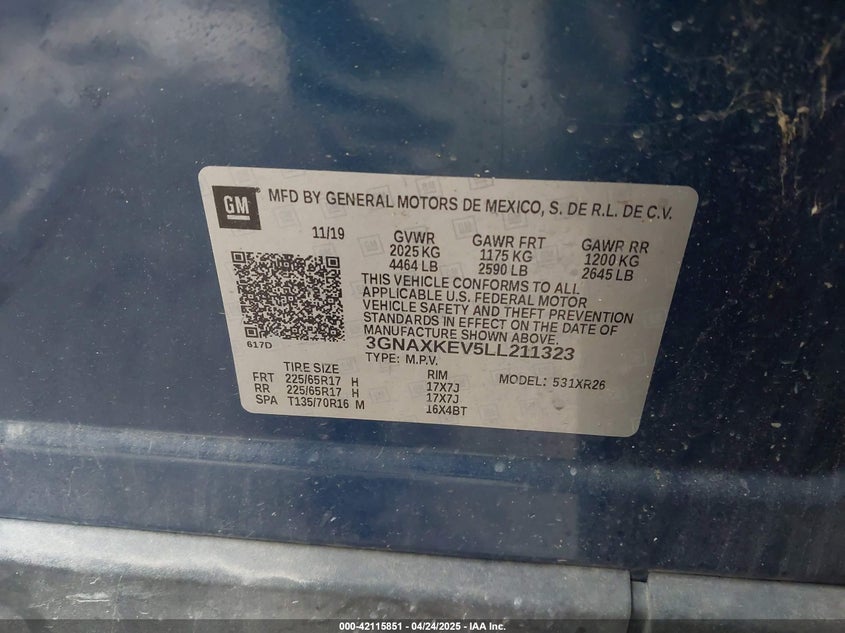 GM
MFD BY GENERAL MOTORS DE MEXICO, S. DE R.L. DE C.V.
11/19 GVWR GAWR FRT GAWR RR
2025 KG 1175 KG 1200 KG
4464 LB 2590 LB 2645 LB
THIS VEHICLE CONFORMS TO ALL
APPLICABLE U.S. FEDERAL MOTOR
VEHICLE SAFETY AND THEFT PREVENTION
STANDARDS IN EFFECT ON THE DATE OF
MANUFACTURE SHOWN ABOVE.
617D
3GNAXKEV5LL211323
TYPE: M.P.V.
TIRE SIZE RIM MODEL: 531XR26
FRT 225/65R17 H 17X7J
RR 225/65R17 H 17X7J
SPA T135/70R16 M 16X4BT
000-42115851 - 04/24/2025 - IAA Inc.